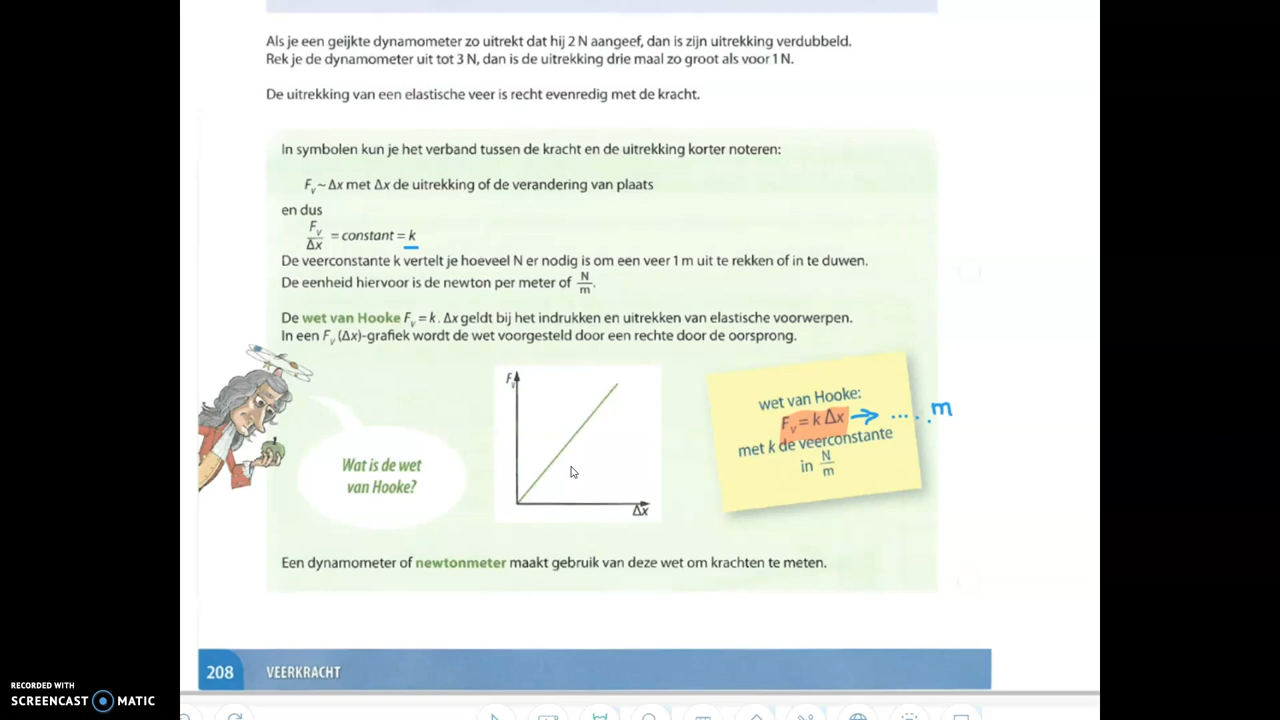 Als je een geijkte dynamometer zo uitrekt dat hij 2 N aangeef, dan is zijn uitrekking verdubbeld.
Rek je de dynamometer uit tot 3 N, dan is de uitrekking drie maal zo groot als voor 1 N.
De uitrekking van een elastische veer is recht evenredig met de kracht.
In symbolen kun je het verband tussen de kracht en de uitrekking korter noteren:
Fv ~ Δx met Δx de uitrekking of de verandering van plaats
en dus
Fv/Δx = constant = k
De veerconstante k vertelt je hoeveel N er nodig is om een veer 1 m uit te rekken of in te duwen.
De eenheid hiervoor is de newton per meter of N/m.
De wet van Hooke Fv = k . Δx geldt bij het indrukken en uitrekken van elastische voorwerpen.
In een Fv (Δx)-grafiek wordt de wet voorgesteld door een rechte door de oorsprong.
Wat is de wet
van Hooke?
Fv
Δx
wet van Hooke:
Fv = k Δx → ..... m
met k de veerconstante
in N/m
Een dynamometer of newtonmeter maakt gebruik van deze wet om krachten te meten.
208 VEERKRACHT
RECORDED WITH
SCREENCAST MATIC